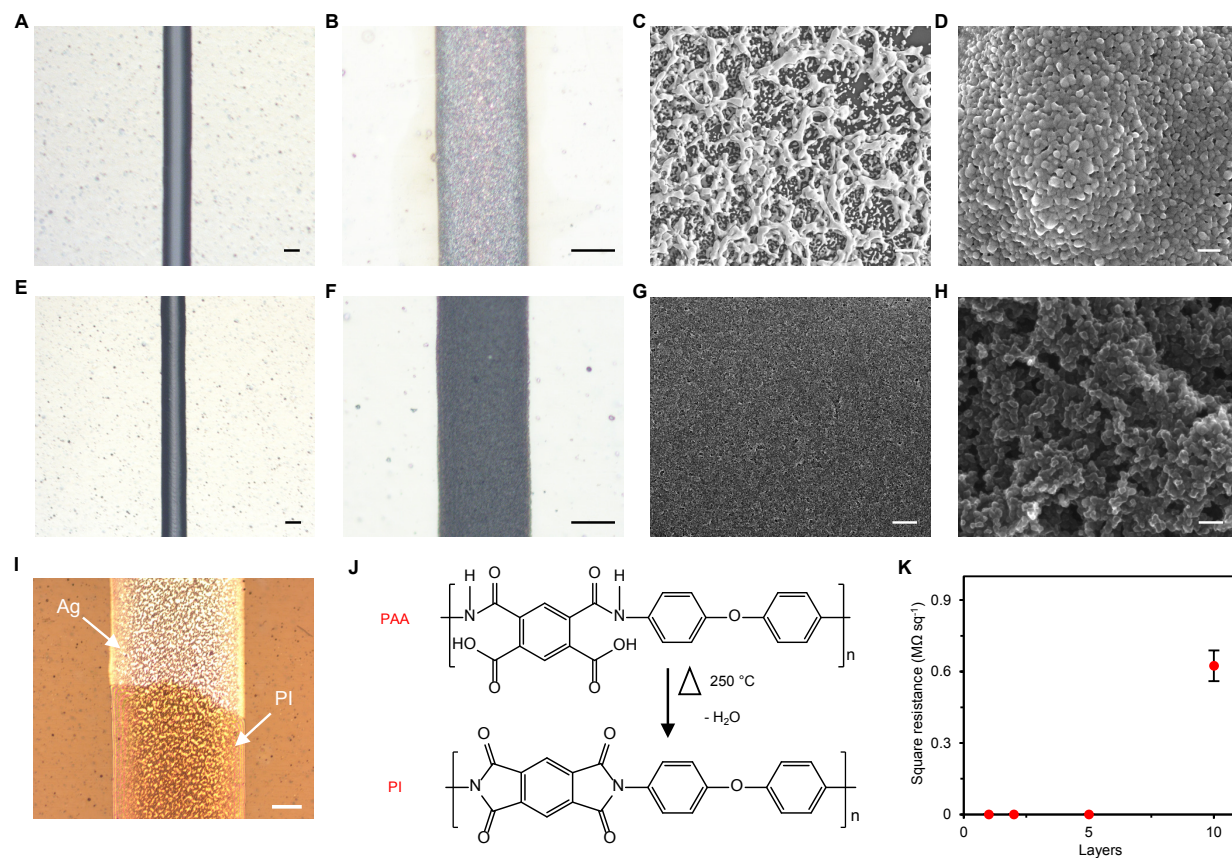 A
B
C
D
E
F
G
H
I
Ag
PI
J
PAA
H
N
O
O
H
N
O
n
HO
O
O
OH
250 °C
- H₂O
PI
O
O
N
N
O
n
O
O
K
Square resistance (MΩ sq⁻¹)
0.9
0.6
0.3
0
0
5
10
Layers